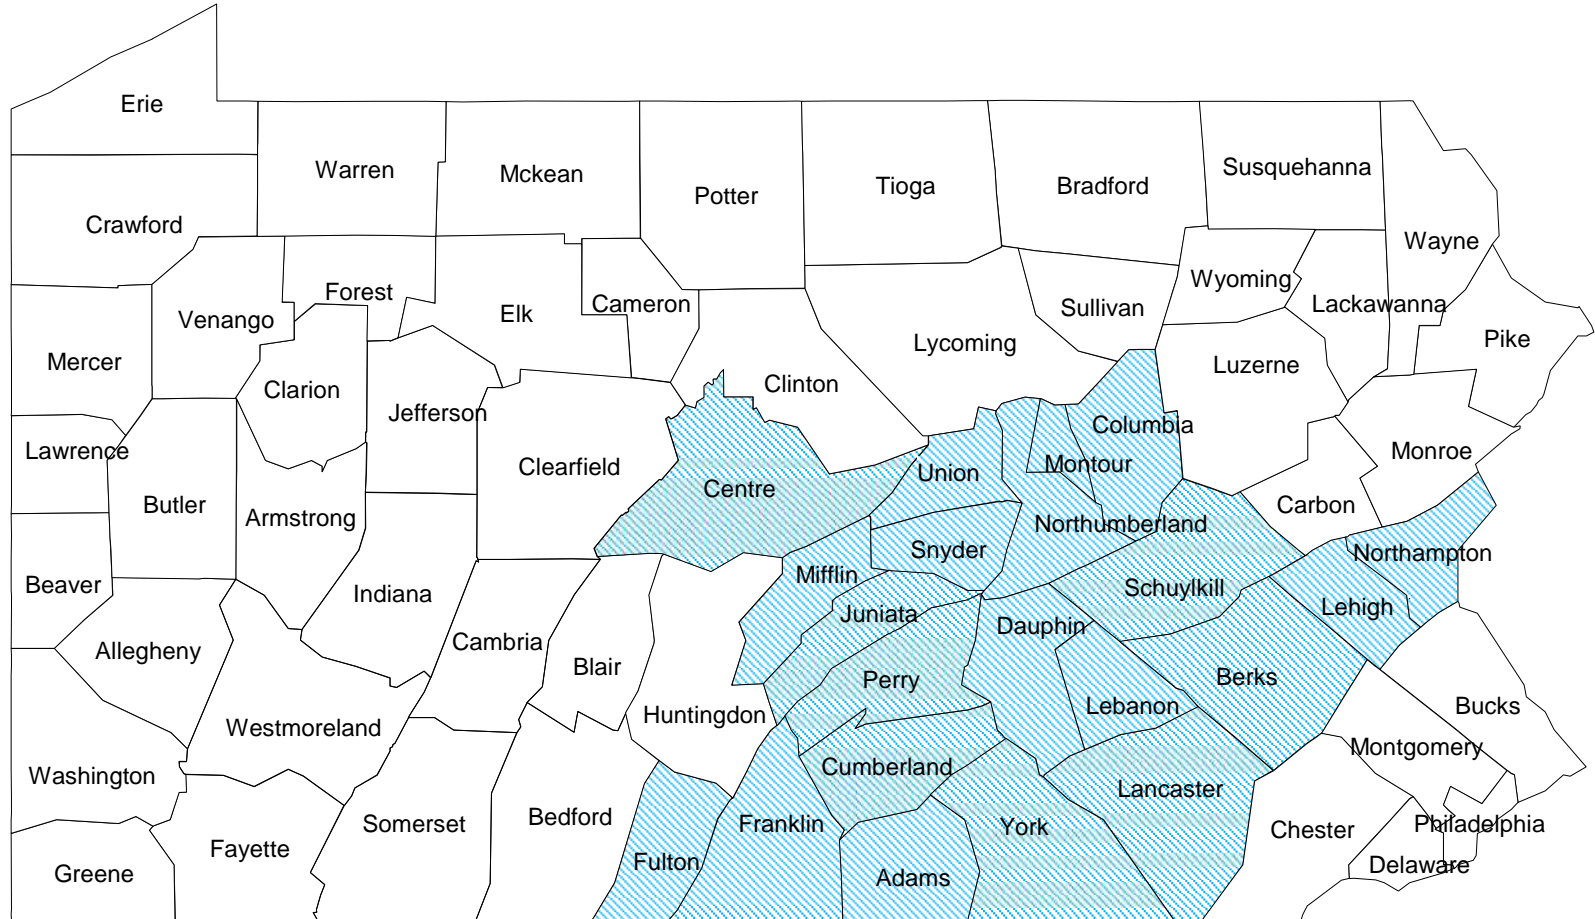 Erie
Warren
Mckean
Potter
Tioga
Bradford
Susquehanna
Crawford
Wayne
Venango
Forest
Elk
Cameron
Wyoming
Lackawanna
Sullivan
Lycoming
Pike
Mercer
Clarion
Clinton
Luzerne
Jefferson
Columbia
Lawrence
Monroe
Clearfield
Centre
Union
Montour
Butler
Armstrong
Carbon
Northumberland
Snyder
Northampton
Beaver
Indiana
Mifflin
Schuylkill
Lehigh
Juniata
Dauphin
Allegheny
Cambria
Blair
Perry
Berks
Lebanon
Bucks
Westmoreland
Huntingdon
Montgomery
Washington
Cumberland
Lancaster
Somerset
Bedford
Franklin
York
Chester
Philadelphia
Fayette
Fulton
Delaware
Greene
Adams